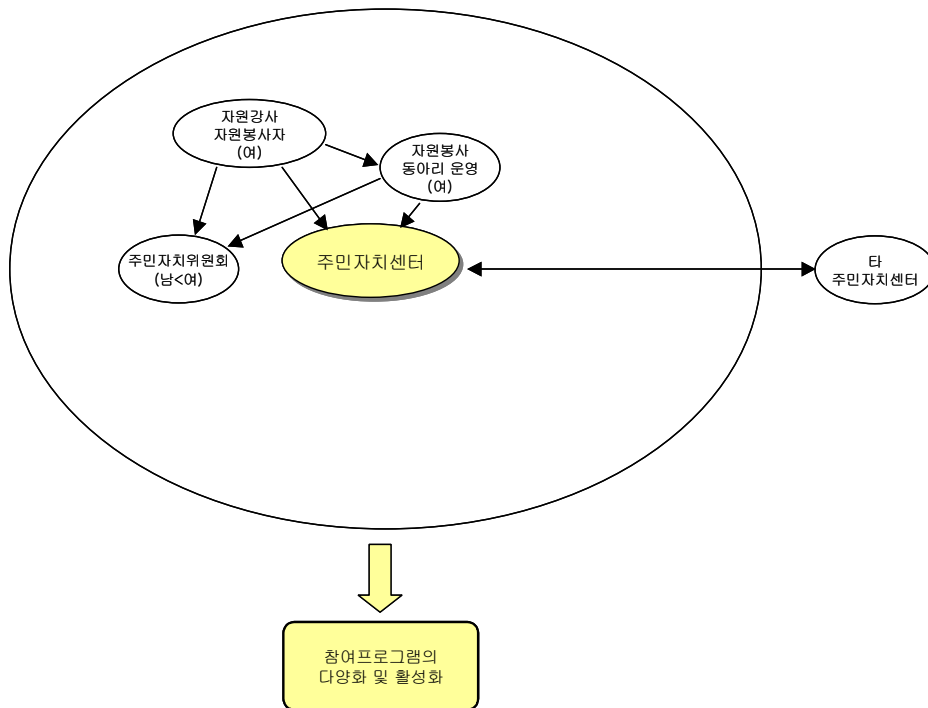 자원강사
자원봉사자
(여)
자원봉사
동아리 운영
(여)
주민자치위원회
(남<여)
주민자치센터
타
주민자치센터
참여프로그램의
다양화 및 활성화